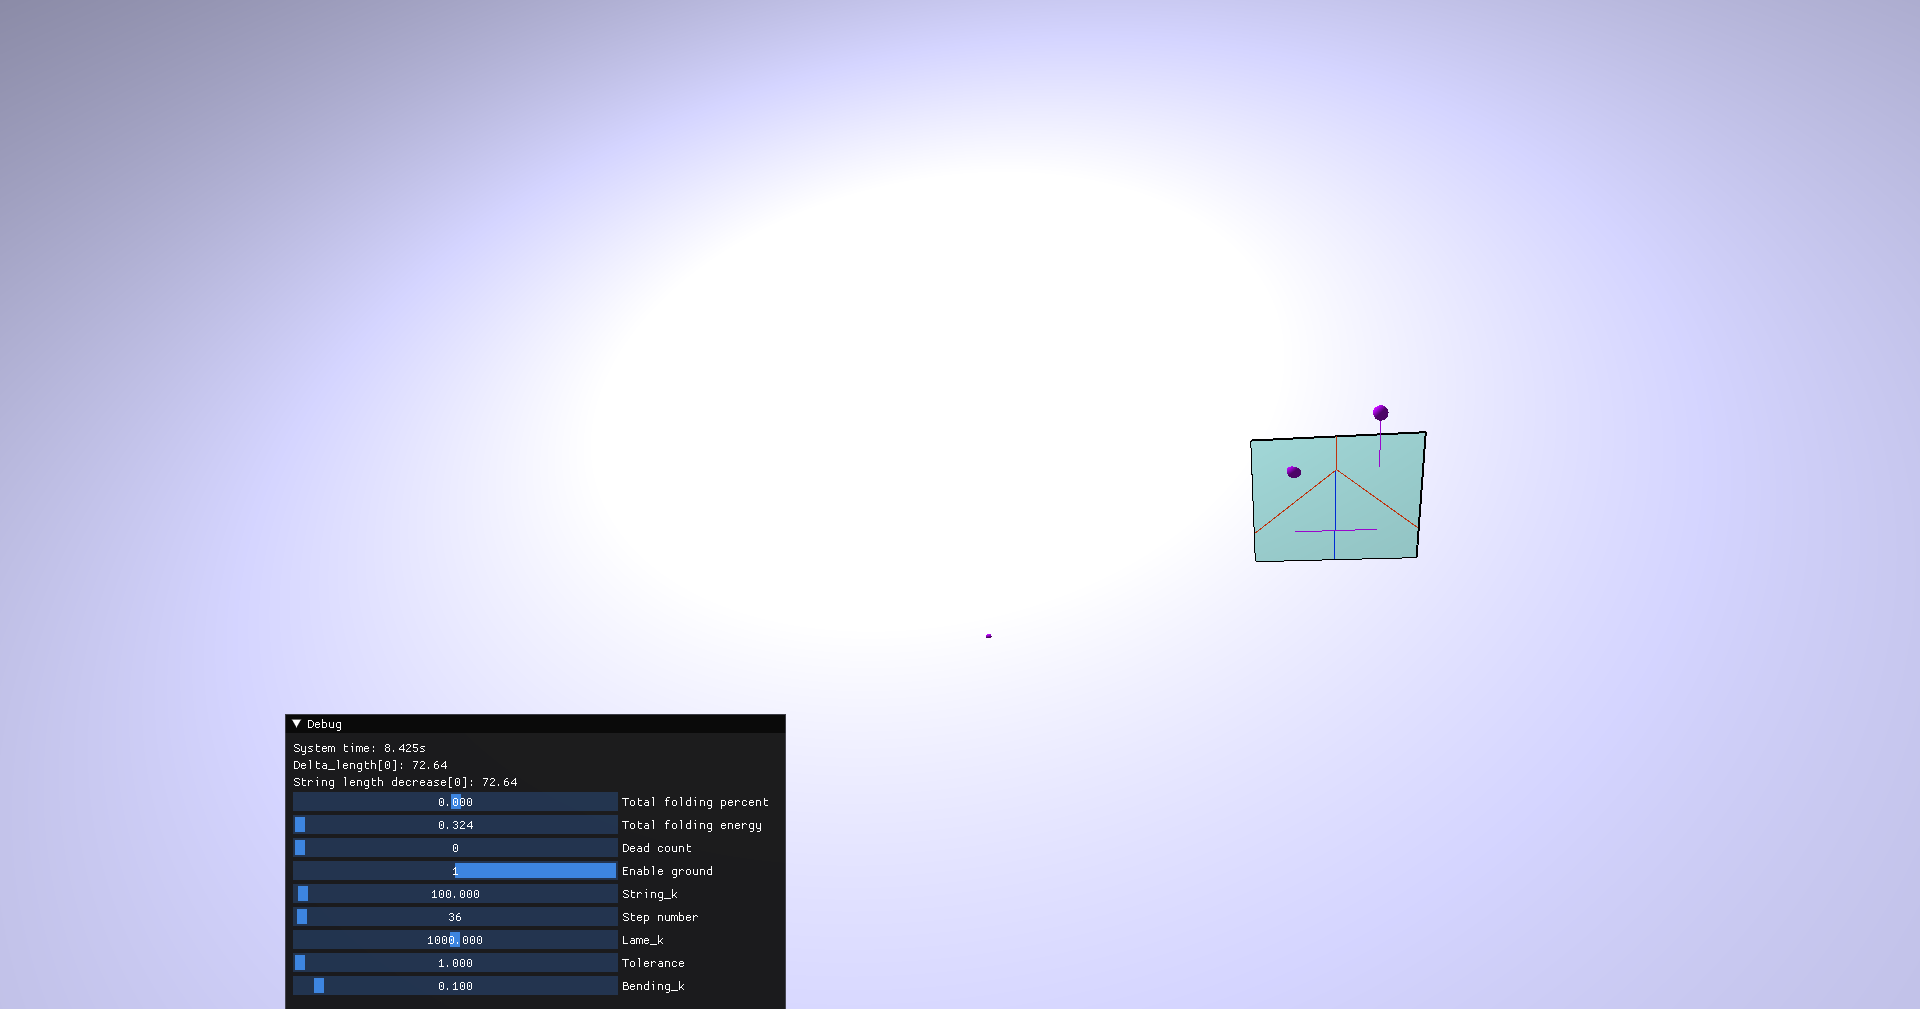 Debug
System time: 8.425s
Delta_length[0]: 72.64
String length decrease[0]: 72.64
0.000 Total folding percent
0.324 Total folding energy
0 Dead count
1 Enable ground
100.000 String_k
36 Step number
1000.000 Lame_k
1.000 Tolerance
0.100 Bending_k